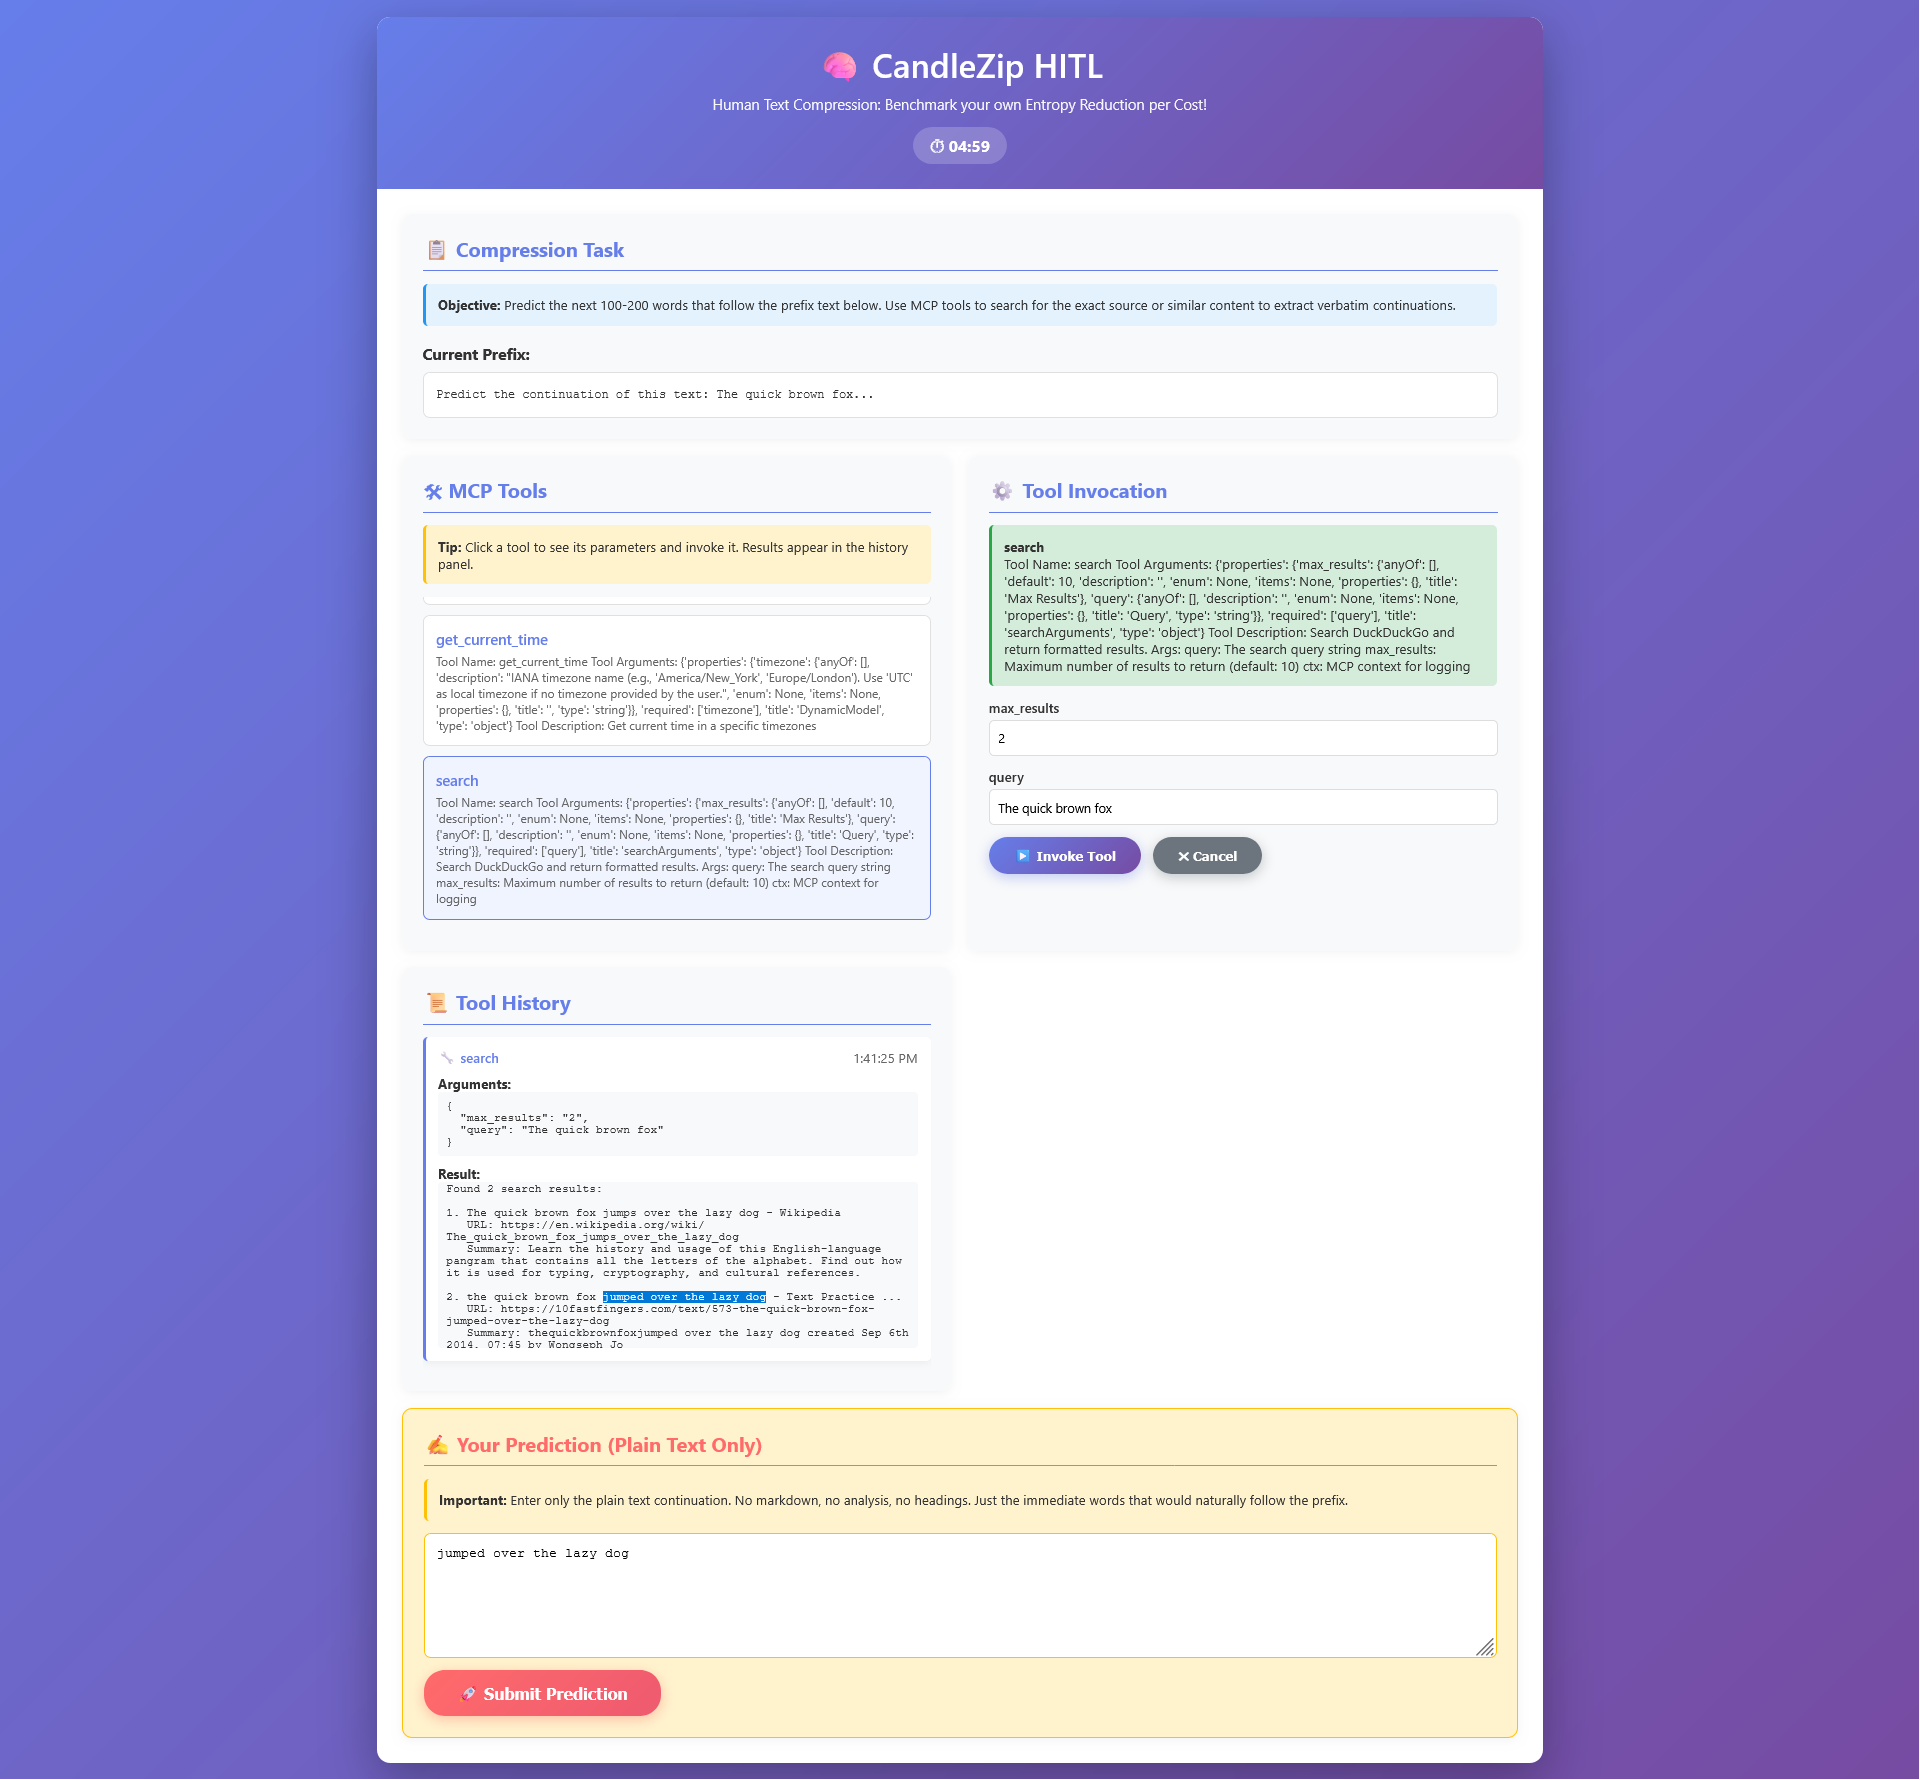 CandleZip HITL
Human Text Compression: Benchmark your own Entropy Reduction per Cost!
04:59
Compression Task
Objective: Predict the next 100-200 words that follow the prefix text below. Use MCP tools to search for the exact source or similar content to extract verbatim continuations.
Current Prefix:
Predict the continuation of this text: The quick brown fox...
MCP Tools
Tip: Click a tool to see its parameters and invoke it. Results appear in the history
panel.
get_current_time
Tool Name: get_current_time Tool Arguments: {'properties': {'timezone': {'anyOf': [],
'description': "IANA timezone name (e.g., 'America/New_York', 'Europe/London'). Use 'UTC'
as local timezone if no timezone provided by the user.", 'enum': None, 'items': None,
'properties': {}, 'title': '', 'type': 'string'}}, 'required': ['timezone'], 'title': 'DynamicModel',
'type': 'object'} Tool Description: Get current time in a specific timezones
search
Tool Name: search Tool Arguments: {'properties': {'max_results': {'anyOf': [], 'default': 10,
'description': '', 'enum': None, 'items': None, 'properties': {}, 'title': 'Max Results'}, 'query':
{'anyOf': [], 'description': '', 'enum': None, 'items': None, 'properties': {}, 'title': 'Query', 'type':
'string'}}, 'required': ['query'], 'title': 'searchArguments', 'type': 'object'} Tool Description:
Search DuckDuckGo and return formatted results. Args: query: The search query string
max_results: Maximum number of results to return (default: 10) ctx: MCP context for
logging
Tool Invocation
search
Tool Name: search Tool Arguments: {'properties': {'max_results': {'anyOf': [],
'default': 10, 'description': '', 'enum': None, 'items': None, 'properties': {}, 'title':
'Max Results'}, 'query': {'anyOf': [], 'description': '', 'enum': None, 'items': None,
'properties': {}, 'title': 'Query', 'type': 'string'}}, 'required': ['query'], 'title':
'searchArguments', 'type': 'object'} Tool Description: Search DuckDuckGo and
return formatted results. Args: query: The search query string max_results:
Maximum number of results to return (default: 10) ctx: MCP context for logging
max_results
2
query
The quick brown fox
Invoke Tool
Cancel
Tool History
search
1:41:25 PM
Arguments:
{
"max_results": "2",
"query": "The quick brown fox"
}
Result:
Found 2 search results:
1. The quick brown fox jumps over the lazy dog - Wikipedia
URL: https://en.wikipedia.org/wiki/
The_quick_brown_fox_jumps_over_the_lazy_dog
Summary: Learn the history and usage of this English-language
pangram that contains all the letters of the alphabet. Find out how
it is used for typing, cryptography, and cultural references.
2. the quick brown fox jumped over the lazy dog - Text Practice ...
URL: https://10fastfingers.com/text/573-the-quick-brown-fox-
jumped-over-the-lazy-dog
Summary: thequickbrownfoxjumped over the lazy dog created Sep 6th
2014, 07:45 by Wongseph Jo
Your Prediction (Plain Text Only)
Important: Enter only the plain text continuation. No markdown, no analysis, no headings. Just the immediate words that would naturally follow the prefix.
jumped over the lazy dog
Submit Prediction